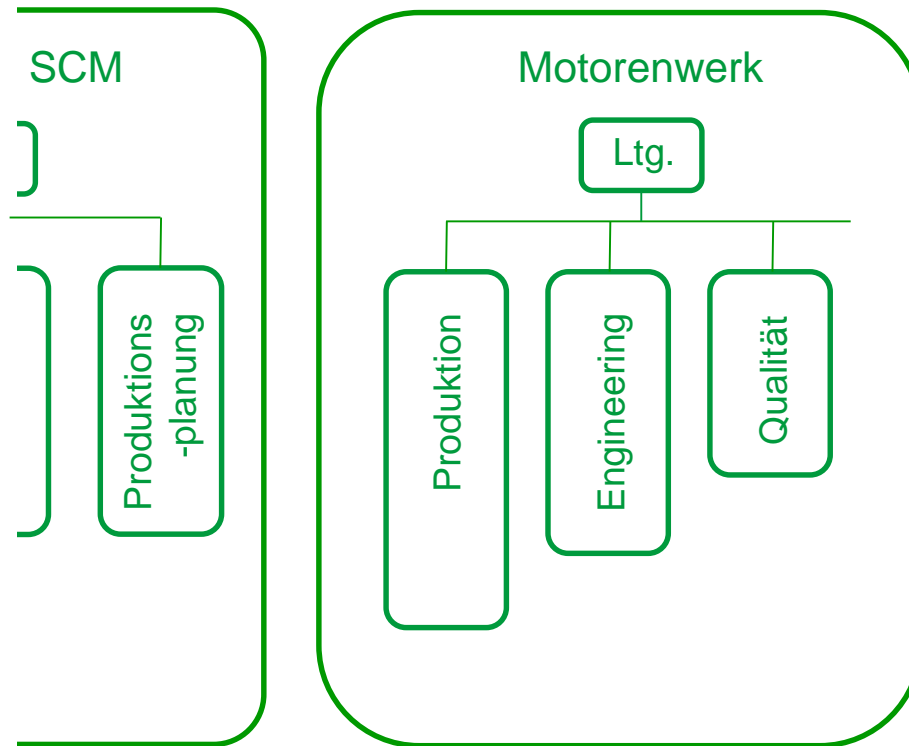 SCM
Produktions
-planung
Motorenwerk
Ltg.
Produktion
Engineering
Qualität